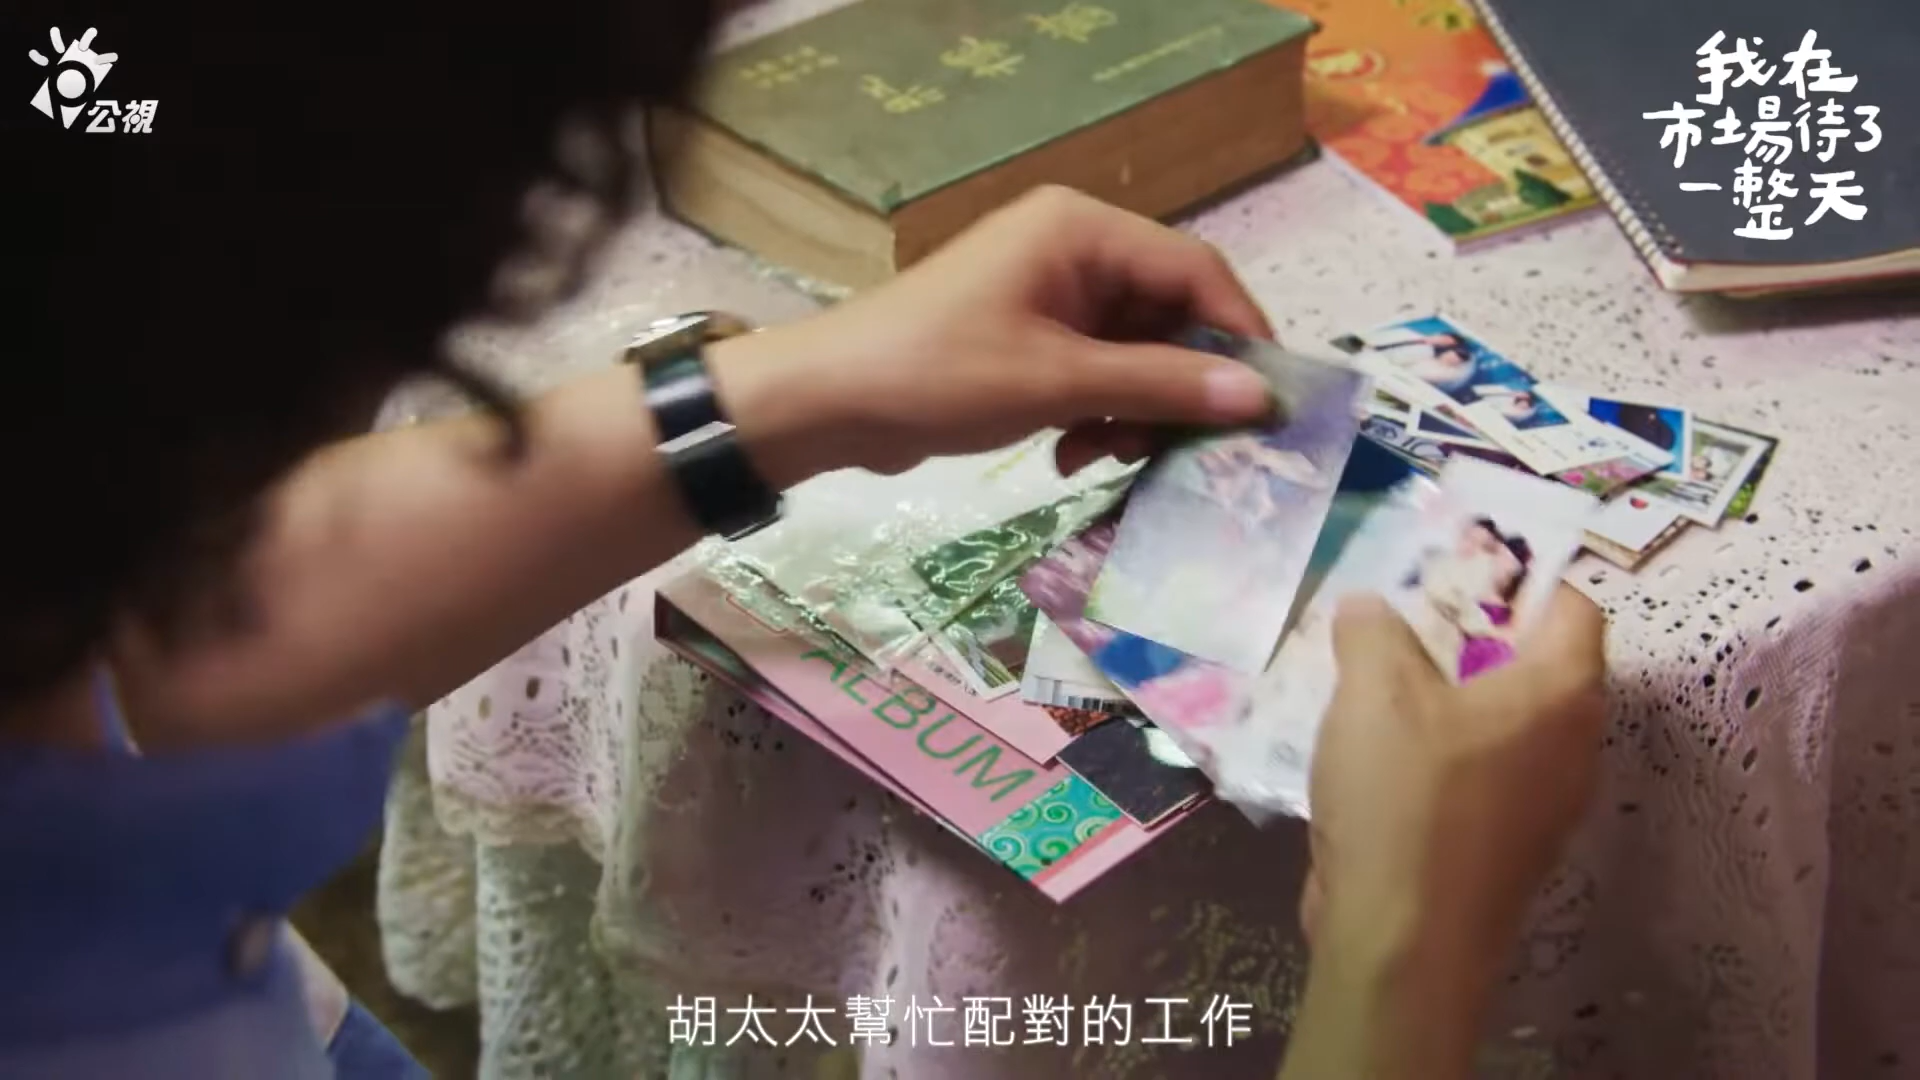 公視
我在
市場待了
一整天
ALBUM
胡太太幫忙配對的工作